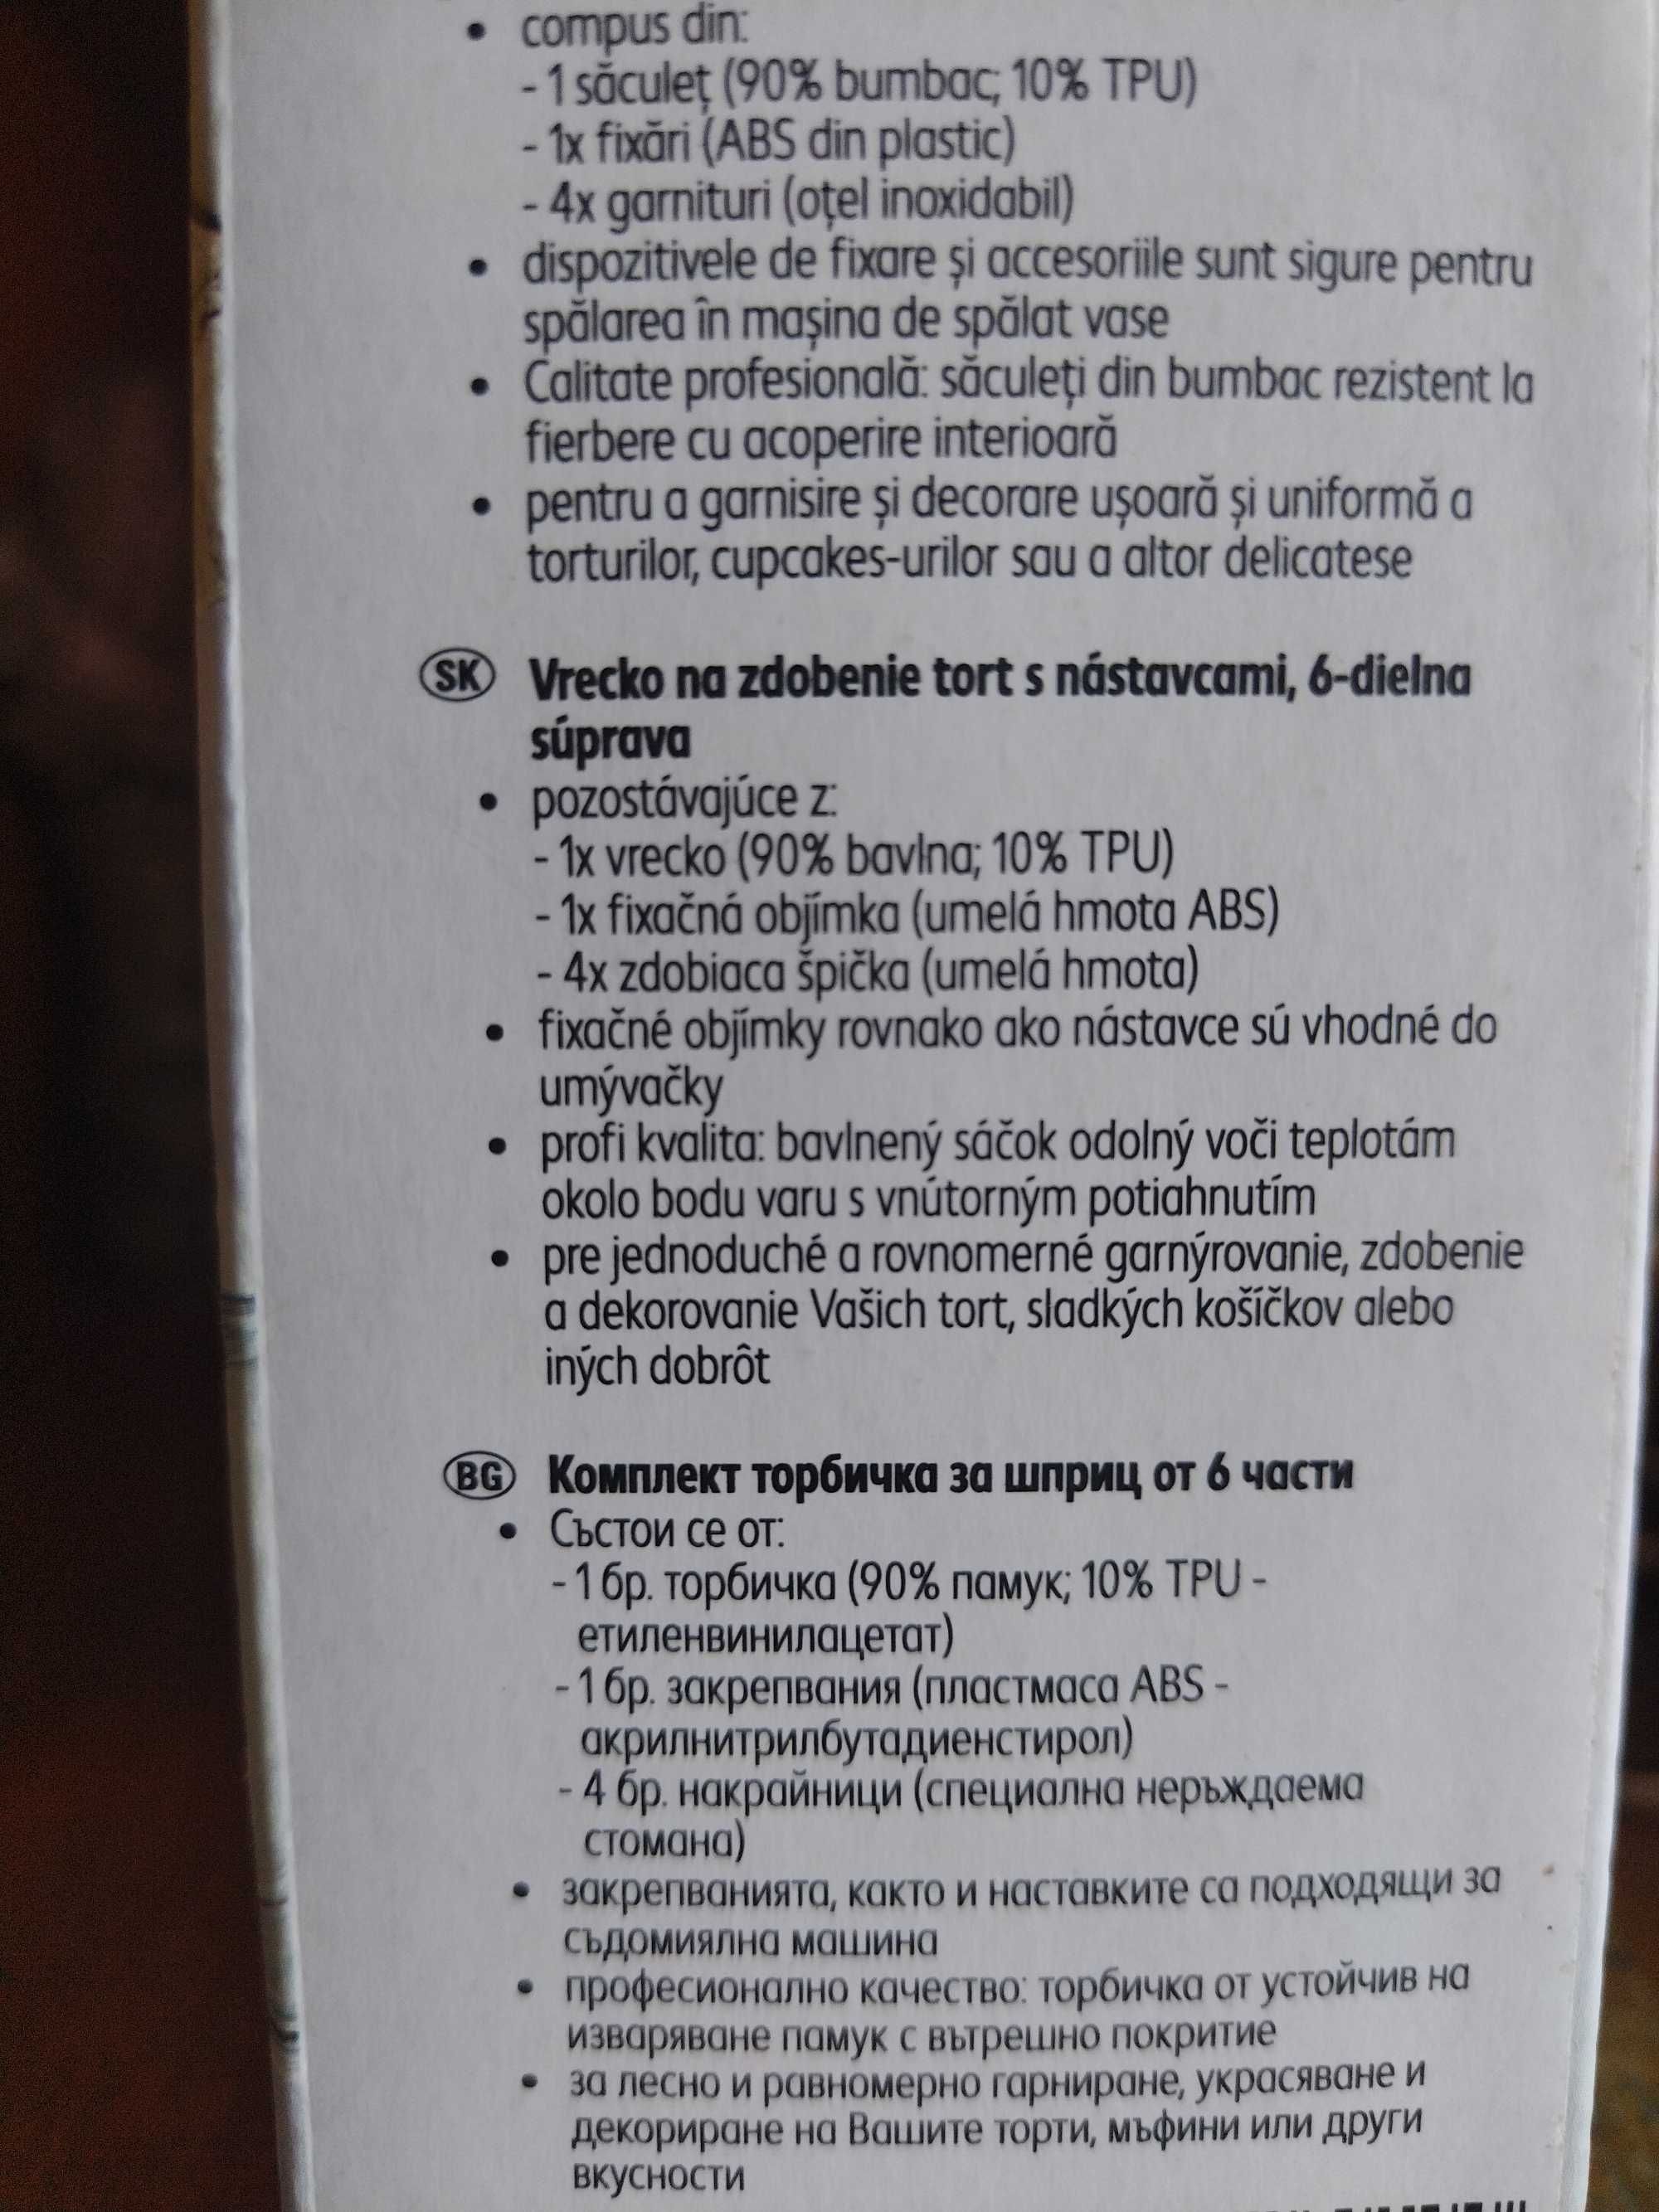 • compus din:
- 1 săculeț (90% bumbac; 10% TPU)
- 1x fixări (ABS din plastic)
- 4x garnituri (oțel inoxidabil)
• dispozitivele de fixare și accesoriile sunt sigure pentru
spălarea în mașina de spălat vase
• Calitate profesională: săculeți din bumbac rezistent la
fierbere cu acoperire interioară
• pentru a garnisire și decorare ușoară și uniformă a
torturilor, cupcakes-urilor sau a altor delicatese
SK Vrecko na zdobenie tort s nástavcami, 6-dielna
súprava
• pozostávajúce z:
- 1x vrecko (90% bavlna; 10% TPU)
- 1x fixačná objímka (umelá hmota ABS)
- 4x zdobiaca špička (umelá hmota)
• fixačné objímky rovnako ako nástavce sú vhodné do
umývačky
• profi kvalita: bavlnený sáčok odolný voči teplotám
okolo bodu varu s vnútorným potiahnutím
• pre jednoduché a rovnomerné garnýrovanie, zdobenie
a dekorovanie Vašich tort, sladkých košíčkov alebo
iných dobrôt
BG Комплект торбичка за шприц от 6 части
• Състои се от:
- 1 бр. торбичка (90% памук; 10% TPU -
етиленвинилацетат)
- 1 бр. закрепвания (пластмаса ABS -
акрилнитрилбутадиенстирол)
- 4 бр. накрайници (специална неръждаема
стомана)
• закрепванията, както и наставките са подходящи за
съдомиялна машина
• професионално качество: торбичка от устойчив на
изваряване памук с вътрешно покритие
• за лесно и равномерно гарниране, украсяване и
декориране на Вашите торти, мъфини или други
вкусности